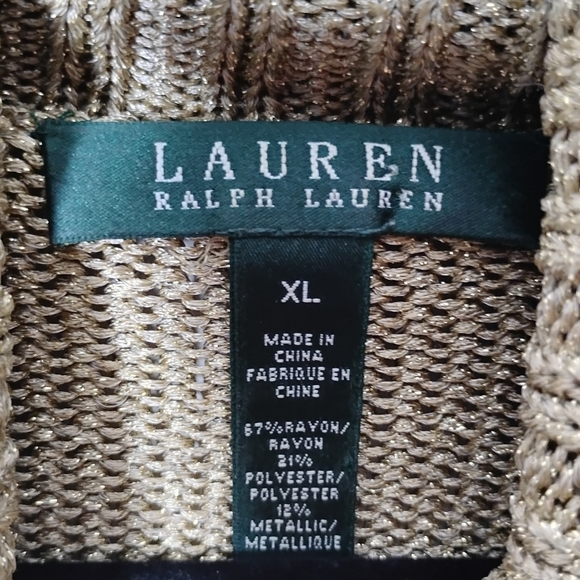 LAUREN
RALPH LAUREN
XL
MADE IN
CHINA
FABRIQUE EN
CHINE
67%RAYON/
RAYON
21%
POLYESTER/
POLYESTER
12%
METALLIC/
METALLIQUE